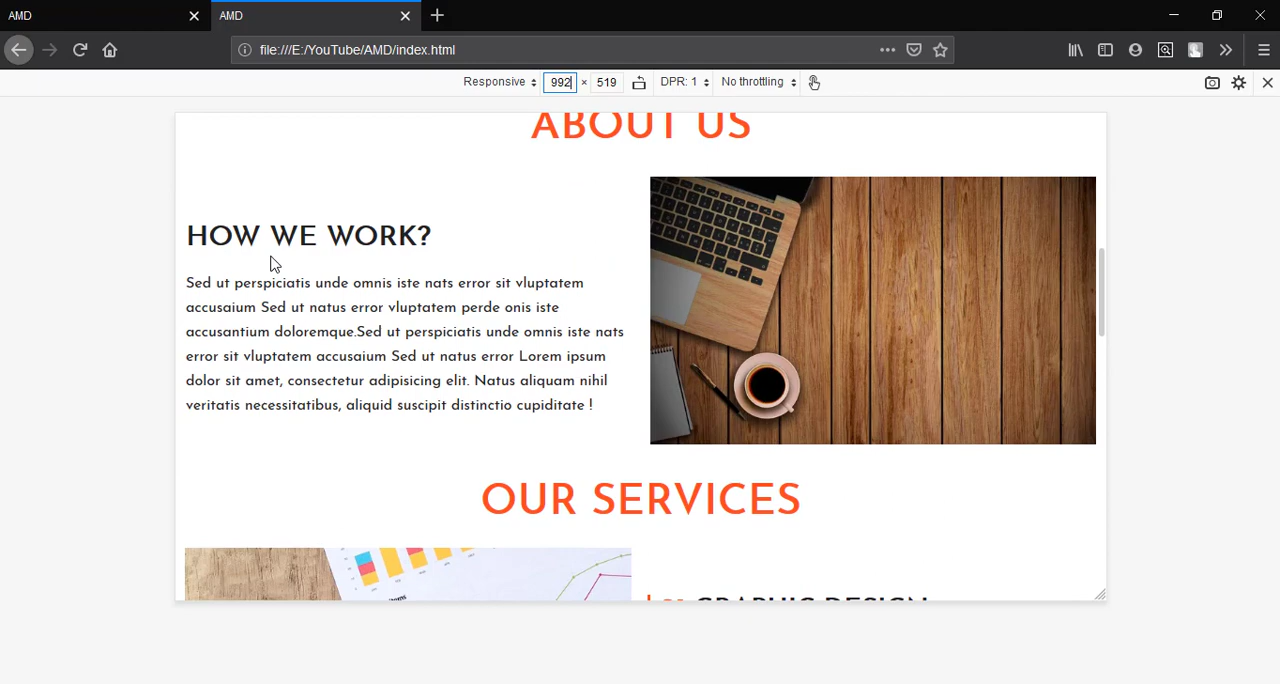 AMD
AMD
file:///E:/YouTube/AMD/index.html
Responsive 992 × 519 DPR: 1 No throttling
ABOUT US
HOW WE WORK?
Sed ut perspiciatis unde omnis iste nats error sit vluptatem
accusaium Sed ut natus error vluptatem perde onis iste
accusantium doloremque.Sed ut perspiciatis unde omnis iste nats
error sit vluptatem accusaium Sed ut natus error Lorem ipsum
dolor sit amet, consectetur adipisicing elit. Natus aliquam nihil
veritatis necessitatibus, aliquid suscipit distinctio cupiditate !
OUR SERVICES
GRAPHIC DESIGN